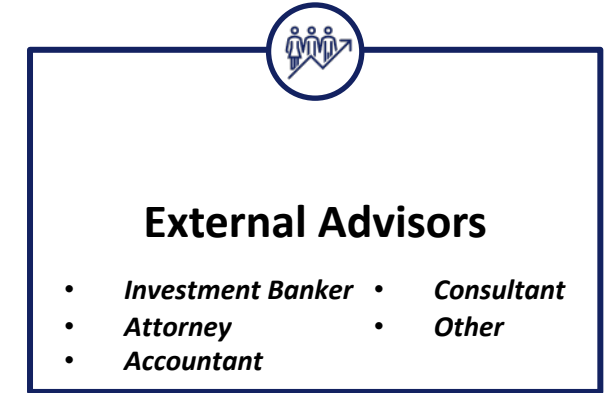 External Advisors
• Investment Banker • Consultant
• Attorney • Other
• Accountant